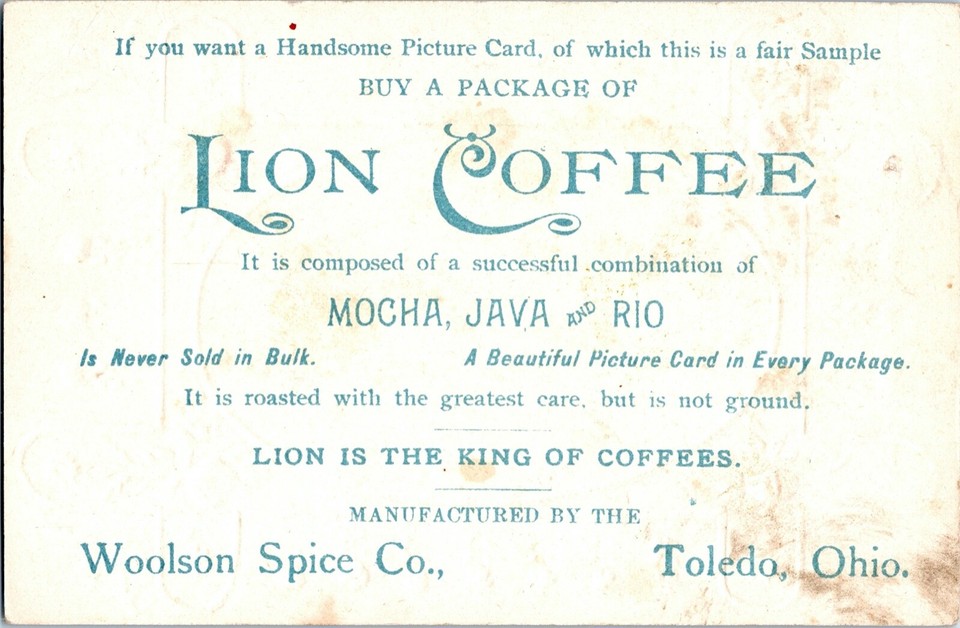 If you want a Handsome Picture Card, of which this is a fair Sample
BUY A PACKAGE OF
LION COFFEE
It is composed of a successful combination of
MOCHA, JAVA AND RIO
Is Never Sold in Bulk. A Beautiful Picture Card in Every Package.
It is roasted with the greatest care, but is not ground.
LION IS THE KING OF COFFEES.
MANUFACTURED BY THE
Woolson Spice Co., Toledo, Ohio.